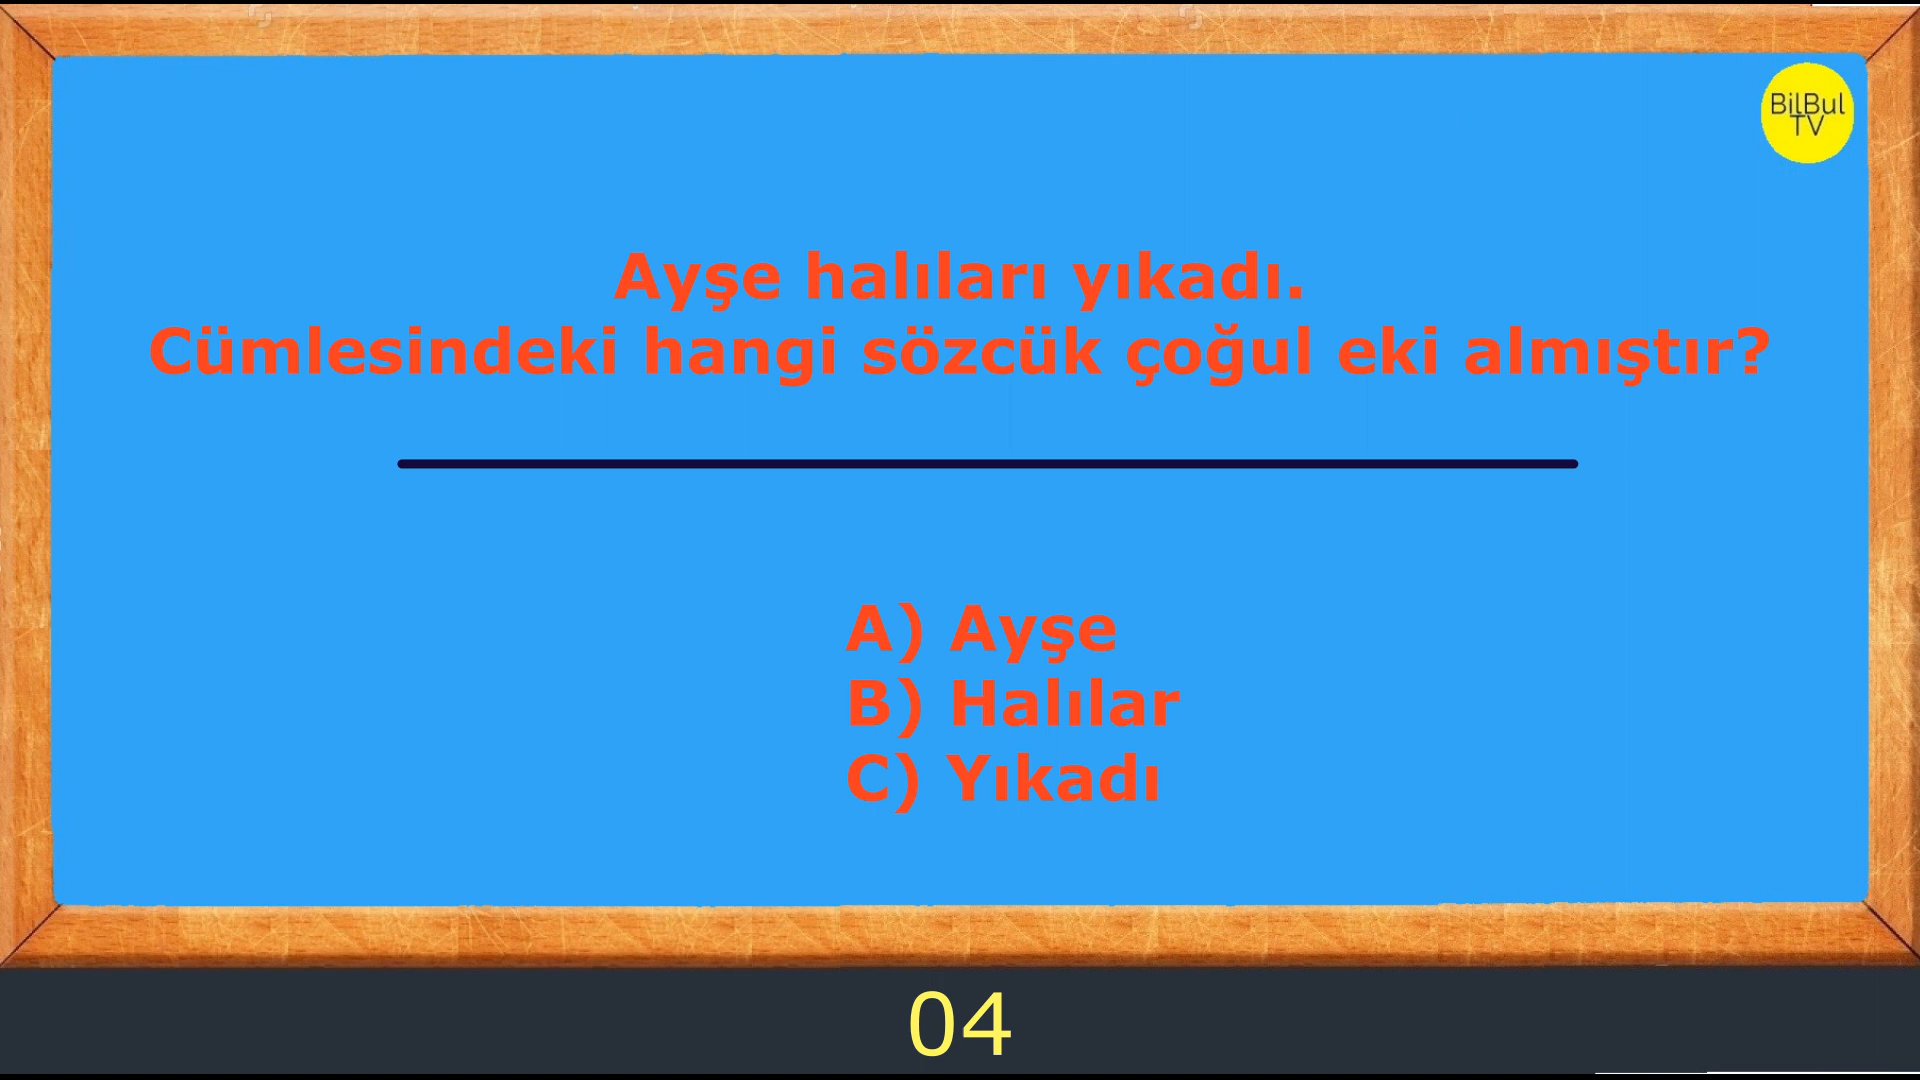 BilBul
TV
Ayşe halıları yıkadı.
Cümlesindeki hangi sözcük çoğul eki almıştır?
A) Ayşe
B) Halılar
C) Yıkadı
04